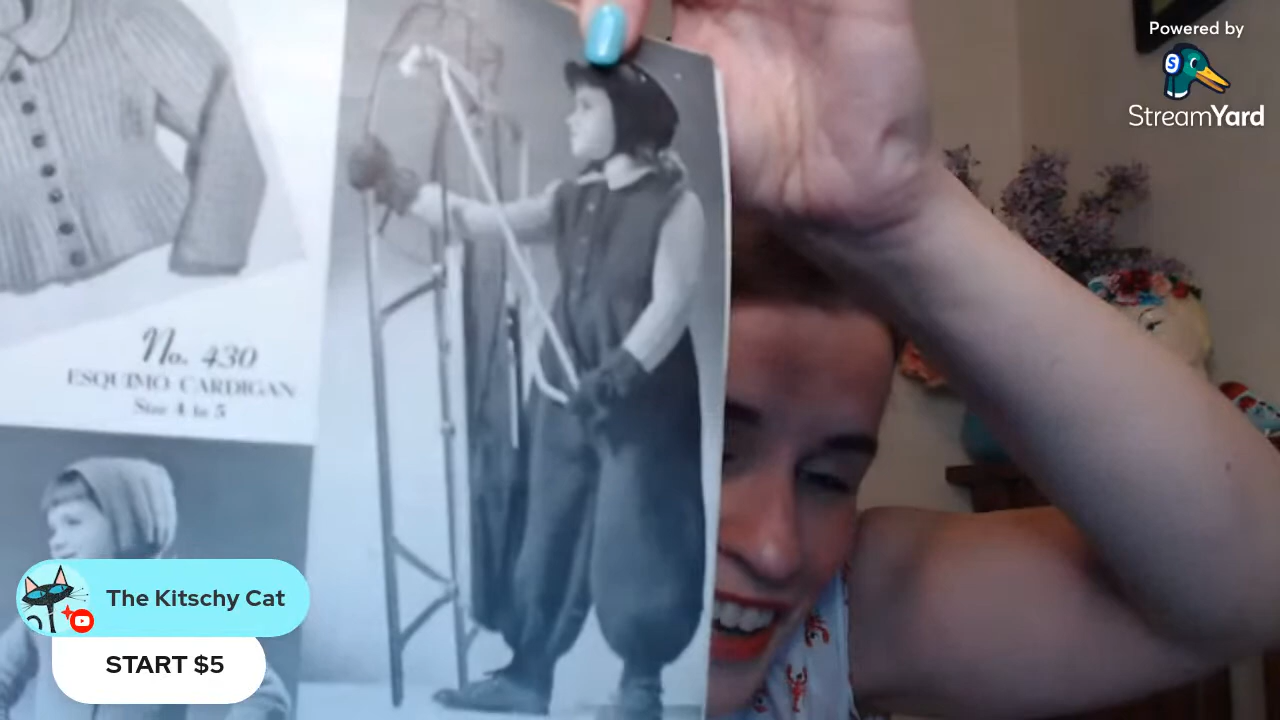 Powered by
StreamYard
No. 430
ESQUIMO CARDIGAN
Size 4 to 5
The Kitschy Cat
START $5